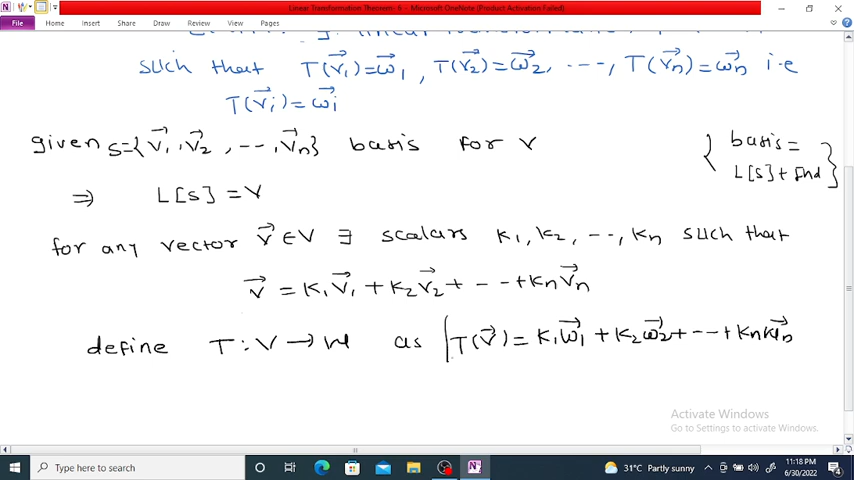 Linear Transformation Theorem- 6 - Microsoft OneNote (Product Activation Failed)
File Home Insert Share Draw Review View Pages
such that T(v⃗1)=ω⃗1 , T(v⃗2)=ω⃗2, ---, T(v⃗n)=ω⃗n i.e
T(v⃗i)=ω⃗i
given S={v⃗1, v⃗2, ---, v⃗n} basis for V
{ basis =
L[S] + lnd }
⇒ L[S] = V
for any vector v⃗ ∈ V ∃ scalars K1, K2, ---, Kn such that
v⃗ = K1v⃗1 + K2v⃗2 + --- + Knv⃗n
define T : V → W as T(v⃗) = K1ω⃗1 + K2ω⃗2 + --- + Knω⃗n
Activate Windows
Go to Settings to activate Windows.
Type here to search
31°C Partly sunny
11:18 PM
6/30/2022
4